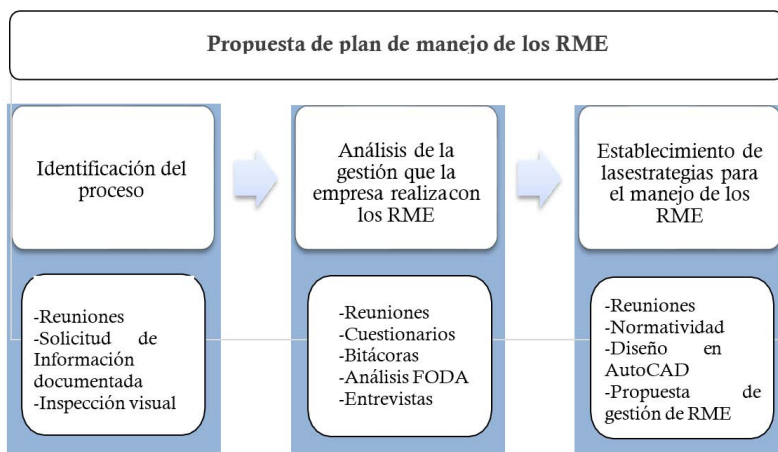 Propuesta de plan de manejo de los RME
Identificación del
proceso
Análisis de la
gestión que la
empresa realizacon
los RME
Establecimiento de
lasestrategias para
el manejo de los
RME
-Reuniones
-Solicitud de
Información
documentada
-Inspección visual
-Reuniones
-Cuestionarios
-Bitácoras
-Análisis FODA
-Entrevistas
-Reuniones
-Normatividad
-Diseño en
AutoCAD
-Propuesta de
gestión de RME